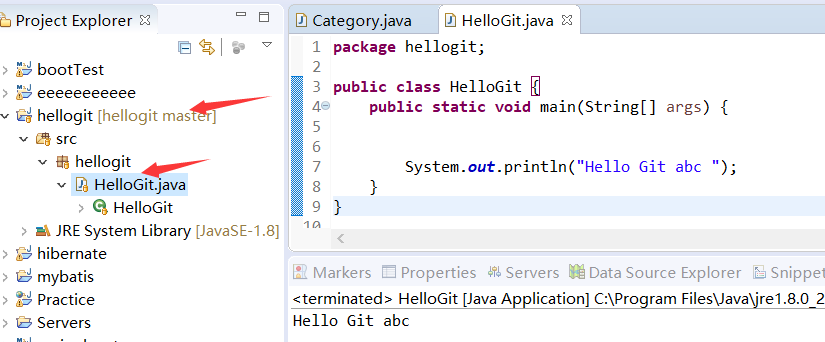 Project Explorer
bootTest
eeeeeeeeeee
hellogit [hellogit master]
src
hellogit
HelloGit.java
HelloGit
JRE System Library [JavaSE-1.8]
hibernate
mybatis
Practice
Servers
Category.java
HelloGit.java
1 package hellogit;
2
3 public class HelloGit {
4 public static void main(String[] args) {
5
6
7 System.out.println("Hello Git abc ");
8 }
9 }
10
Markers
Properties
Servers
Data Source Explorer
Snippet
<terminated> HelloGit [Java Application] C:\Program Files\Java\jre1.8.0_2
Hello Git abc